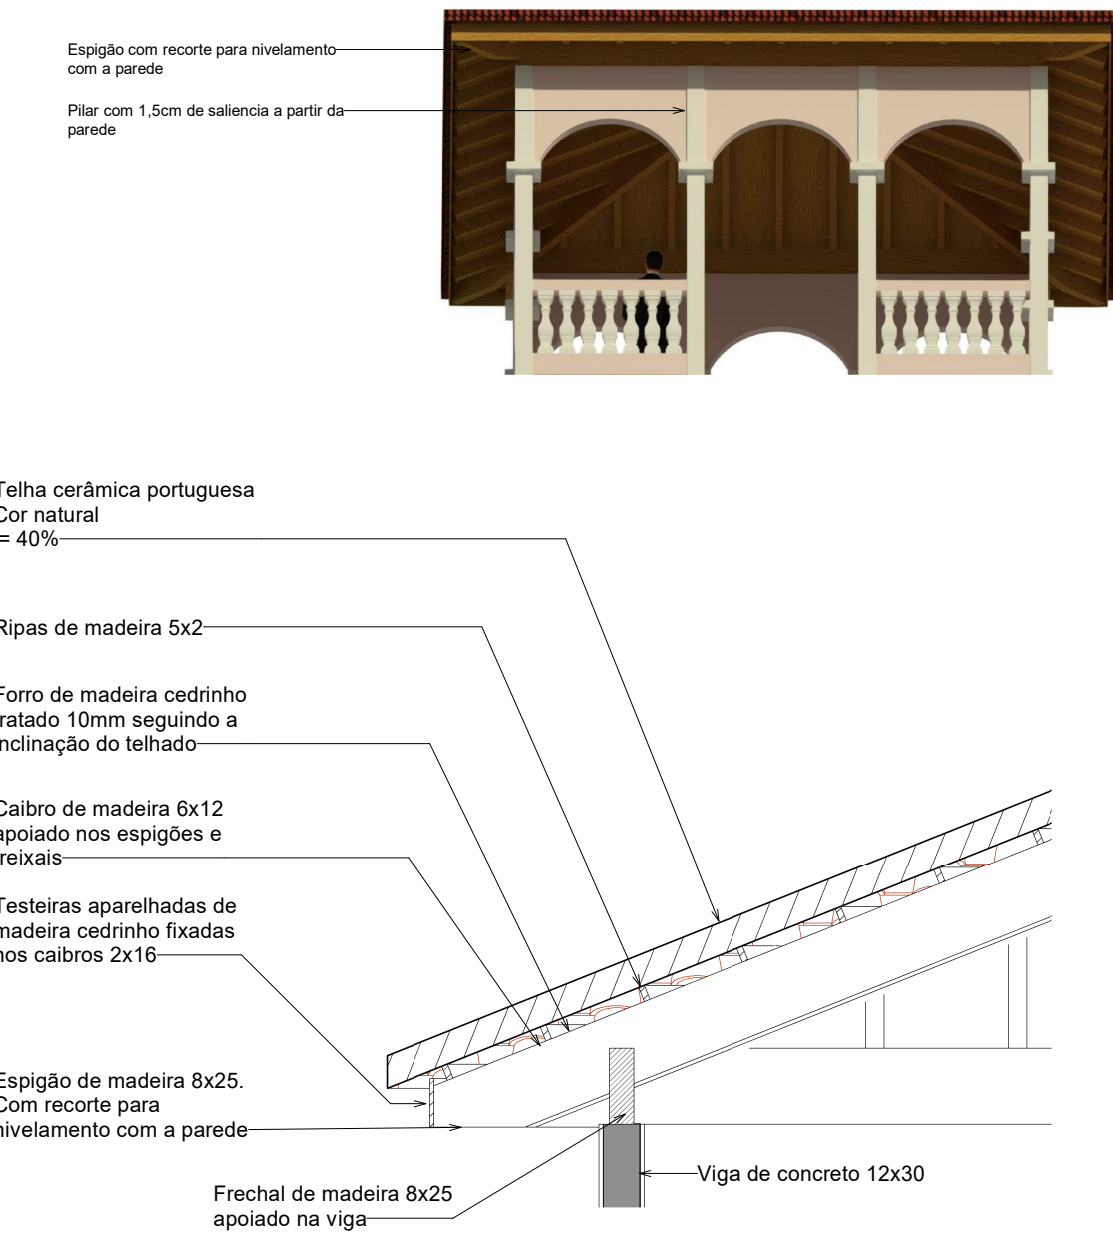 Espigão com recorte para nivelamento
com a parede
Pilar com 1,5cm de saliencia a partir da
parede
Telha cerâmica portuguesa
Cor natural
= 40%
Ripas de madeira 5x2
Forro de madeira cedrinho
tratado 10mm seguindo a
inclinação do telhado
Caibro de madeira 6x12
apoiado nos espigões e
freixais
Testeiras aparelhadas de
madeira cedrinho fixadas
nos caibros 2x16
Espigão de madeira 8x25.
Com recorte para
nivelamento com a parede
Frechal de madeira 8x25
apoiado na viga
Viga de concreto 12x30